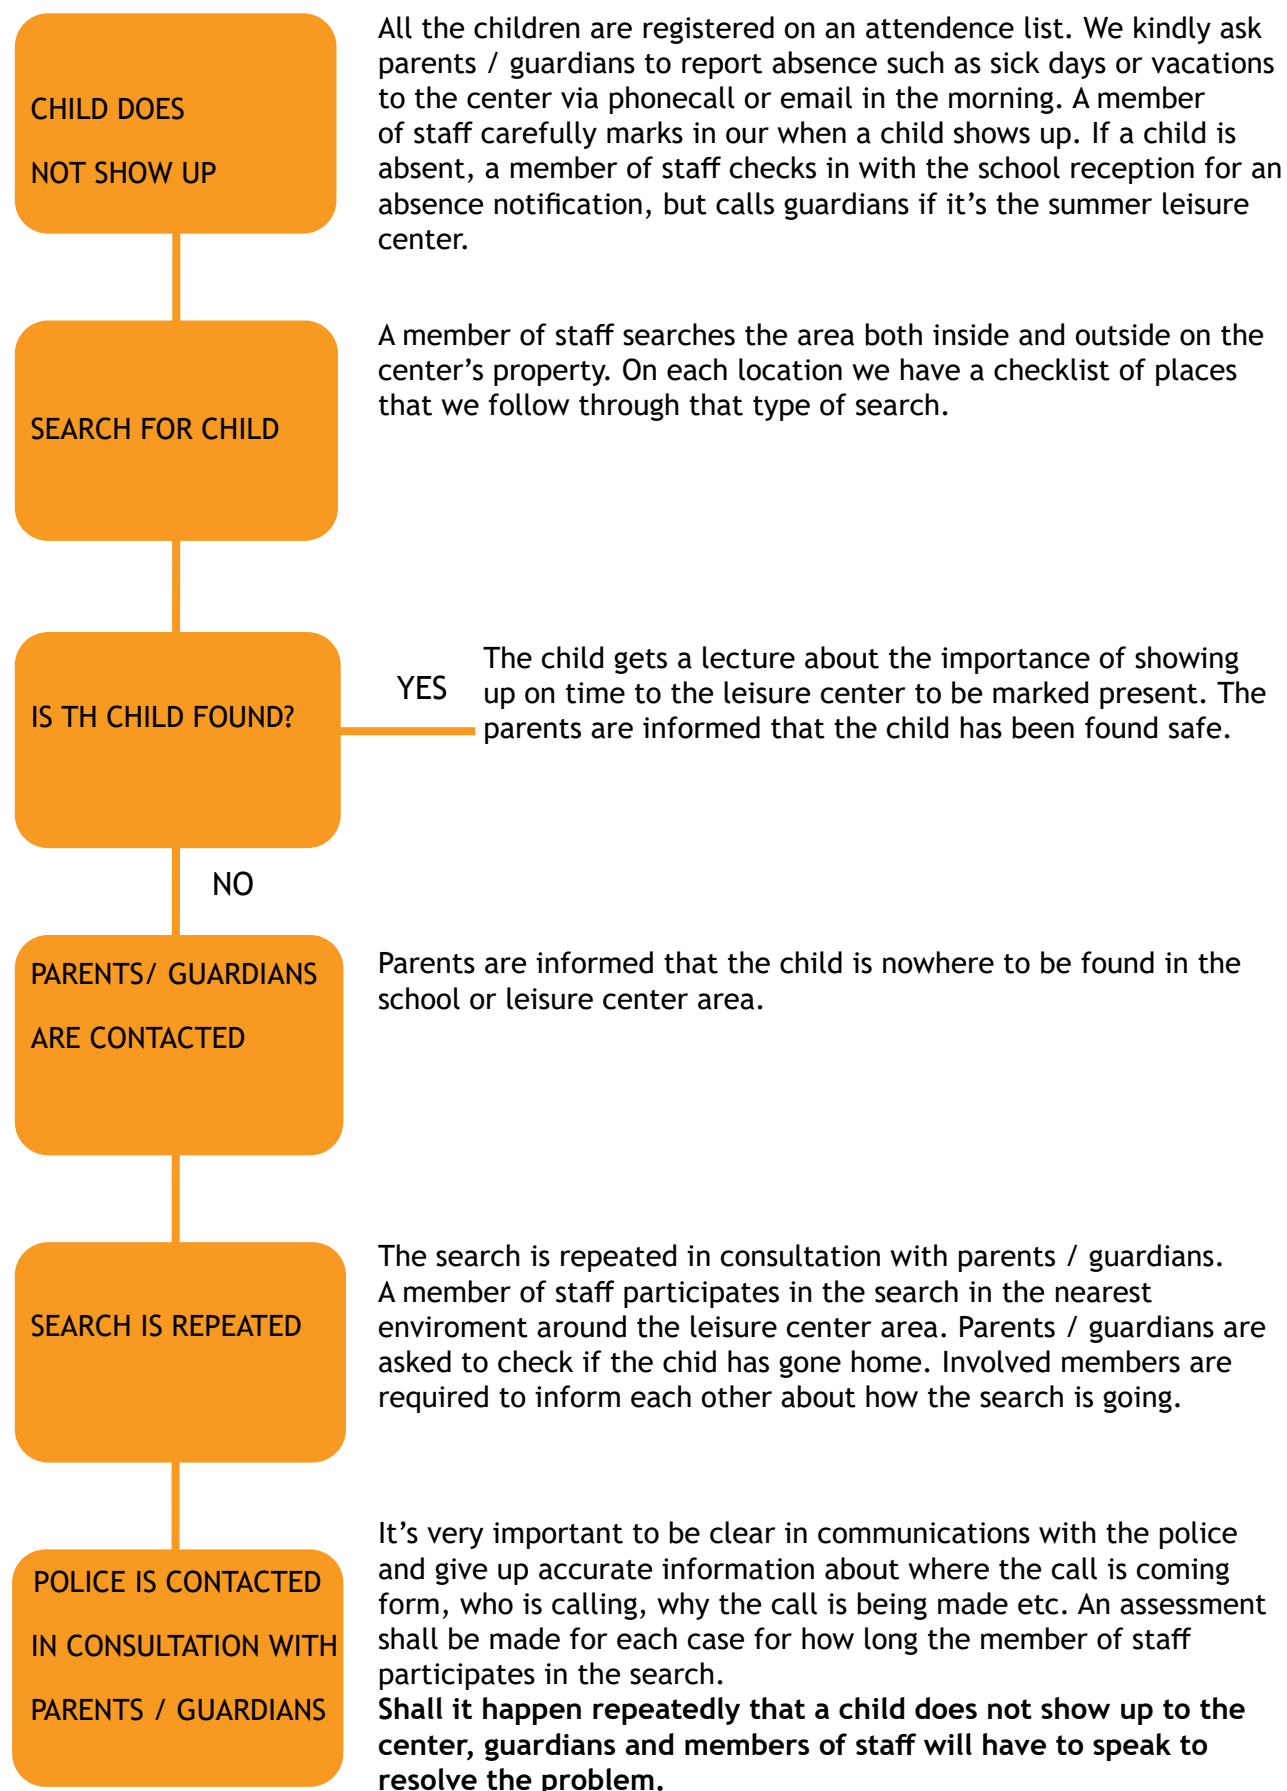 CHILD DOES
NOT SHOW UP
All the children are registered on an attendence list. We kindly ask
parents / guardians to report absence such as sick days or vacations
to the center via phonecall or email in the morning. A member
of staff carefully marks in our when a child shows up. If a child is
absent, a member of staff checks in with the school reception for an
absence notification, but calls guardians if it’s the summer leisure
center.
SEARCH FOR CHILD
A member of staff searches the area both inside and outside on the
center’s property. On each location we have a checklist of places
that we follow through that type of search.
IS TH CHILD FOUND?
YES
The child gets a lecture about the importance of showing
up on time to the leisure center to be marked present. The
parents are informed that the child has been found safe.
NO
PARENTS/ GUARDIANS
ARE CONTACTED
Parents are informed that the child is nowhere to be found in the
school or leisure center area.
SEARCH IS REPEATED
The search is repeated in consultation with parents / guardians.
A member of staff participates in the search in the nearest
enviroment around the leisure center area. Parents / guardians are
asked to check if the chid has gone home. Involved members are
required to inform each other about how the search is going.
POLICE IS CONTACTED
IN CONSULTATION WITH
PARENTS / GUARDIANS
It’s very important to be clear in communications with the police
and give up accurate information about where the call is coming
form, who is calling, why the call is being made etc. An assessment
shall be made for each case for how long the member of staff
participates in the search.
Shall it happen repeatedly that a child does not show up to the
center, guardians and members of staff will have to speak to
resolve the problem.